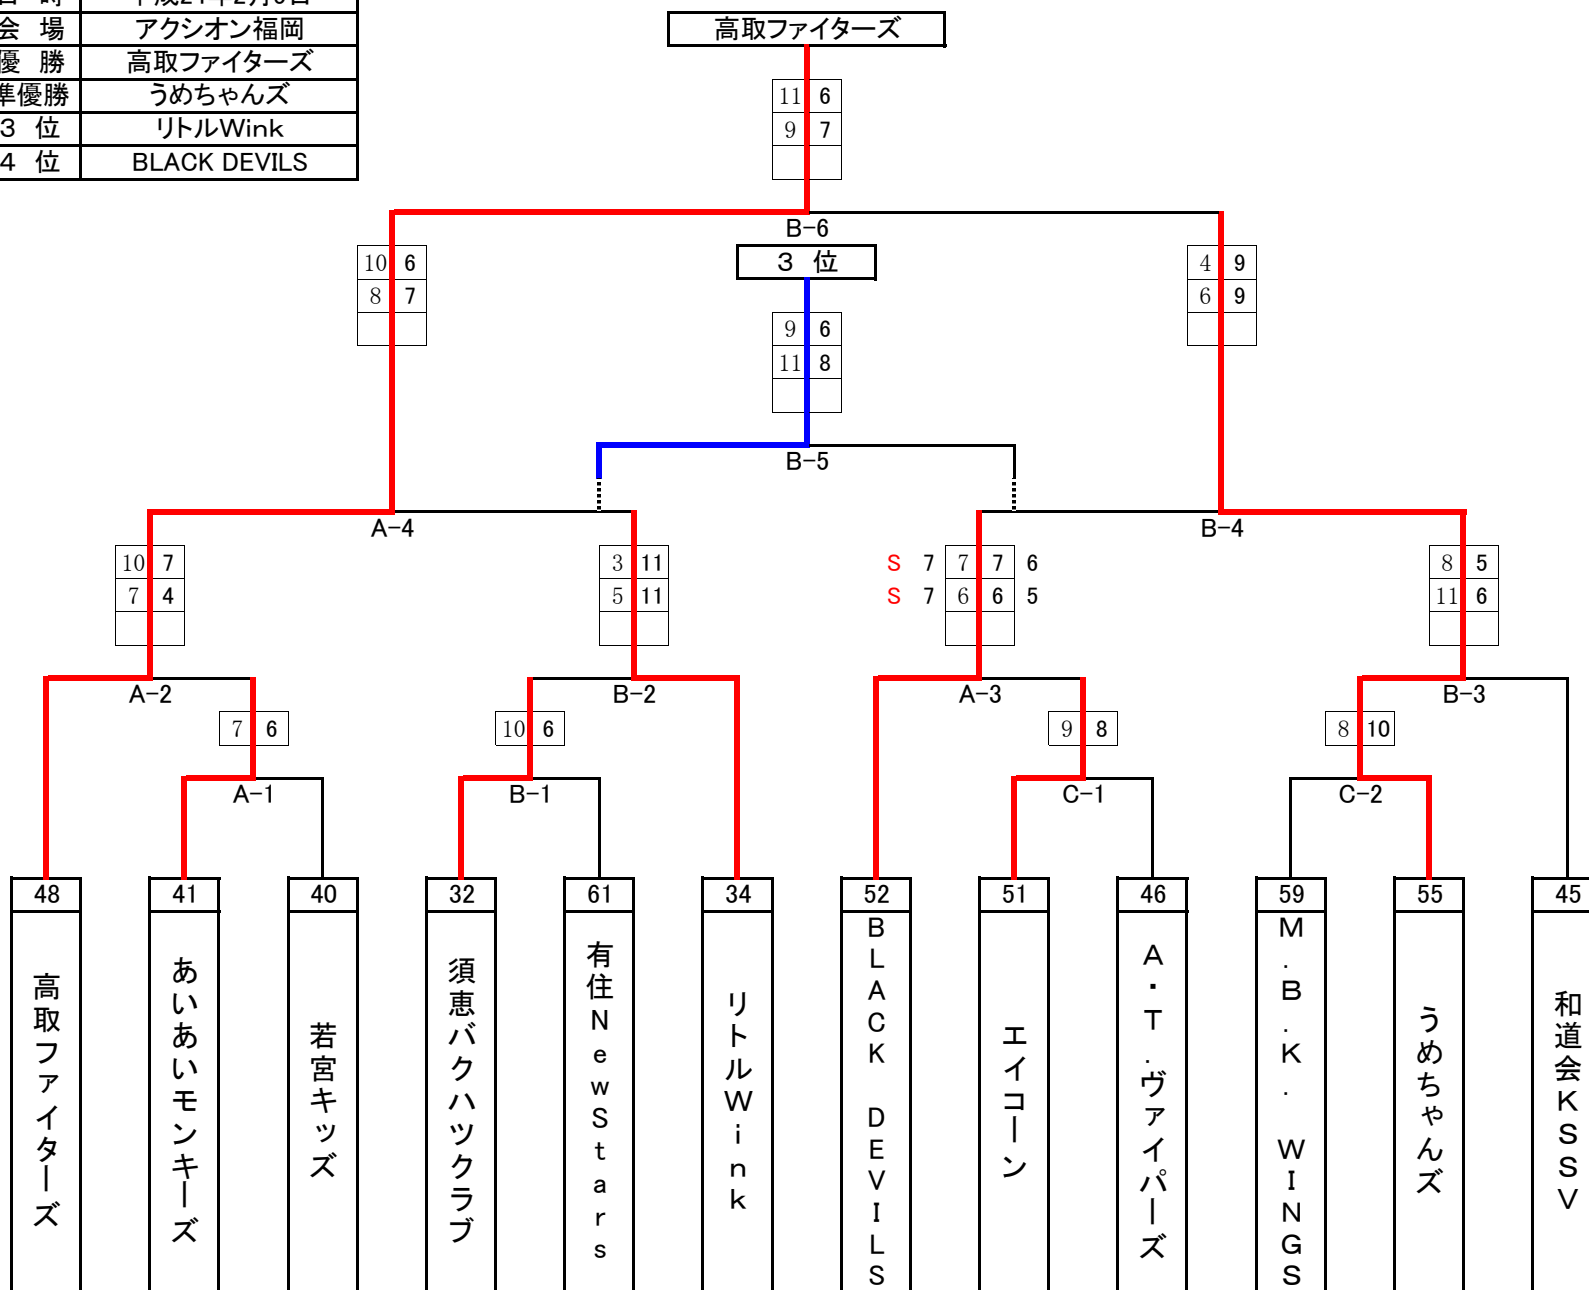 会 場 アクシオン福岡
優 勝 高取ファイターズ
準優勝 うめちゃんズ
3 位 リトルWink
4 位 BLACK DEVILS
高取ファイターズ
11 6
9 7
B-6
10 6
8 7
3 位
4 9
6 9
9 6
11 8
B-5
A-4
B-4
10 7
7 4
3 11
5 11
S 7 7 7 6
S 7 6 6 5
8 5
11 6
A-2
B-2
A-3
B-3
7 6
10 6
9 8
8 10
A-1
B-1
C-1
C-2
48 41 40 32 61 34 52 51 46 59 55 45
高取ファイターズ
あいあいモンキーズ
若宮キッズ
須恵バクハツクラブ
有住NewStars
リトルWink
BLACK DEVILS
エイコーン
A・T.ヴァイパーズ
M.B.K. WINGS
うめちゃんズ
和道会KSSV